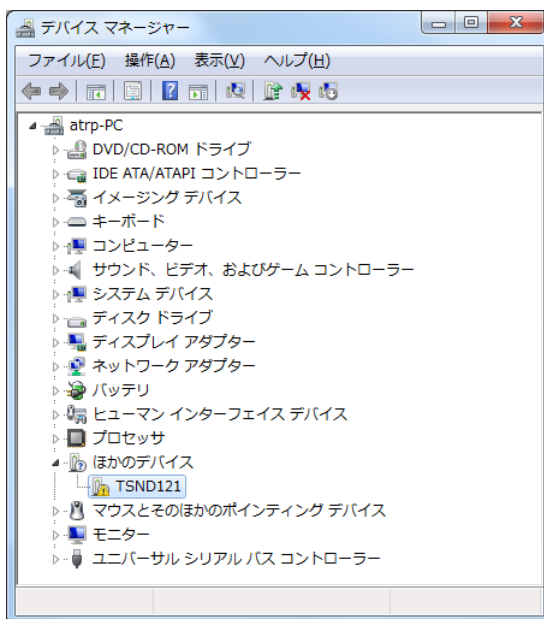 デバイス マネージャー
ファイル(F) 操作(A) 表示(V) ヘルプ(H)
atrp-PC
DVD/CD-ROM ドライブ
IDE ATA/ATAPI コントローラー
イメージング デバイス
キーボード
コンピューター
サウンド、ビデオ、およびゲーム コントローラー
システム デバイス
ディスク ドライブ
ディスプレイ アダプター
ネットワーク アダプター
バッテリ
ヒューマン インターフェイス デバイス
プロセッサ
ほかのデバイス
TSND121
マウスとそのほかのポインティング デバイス
モニター
ユニバーサル シリアル バス コントローラー